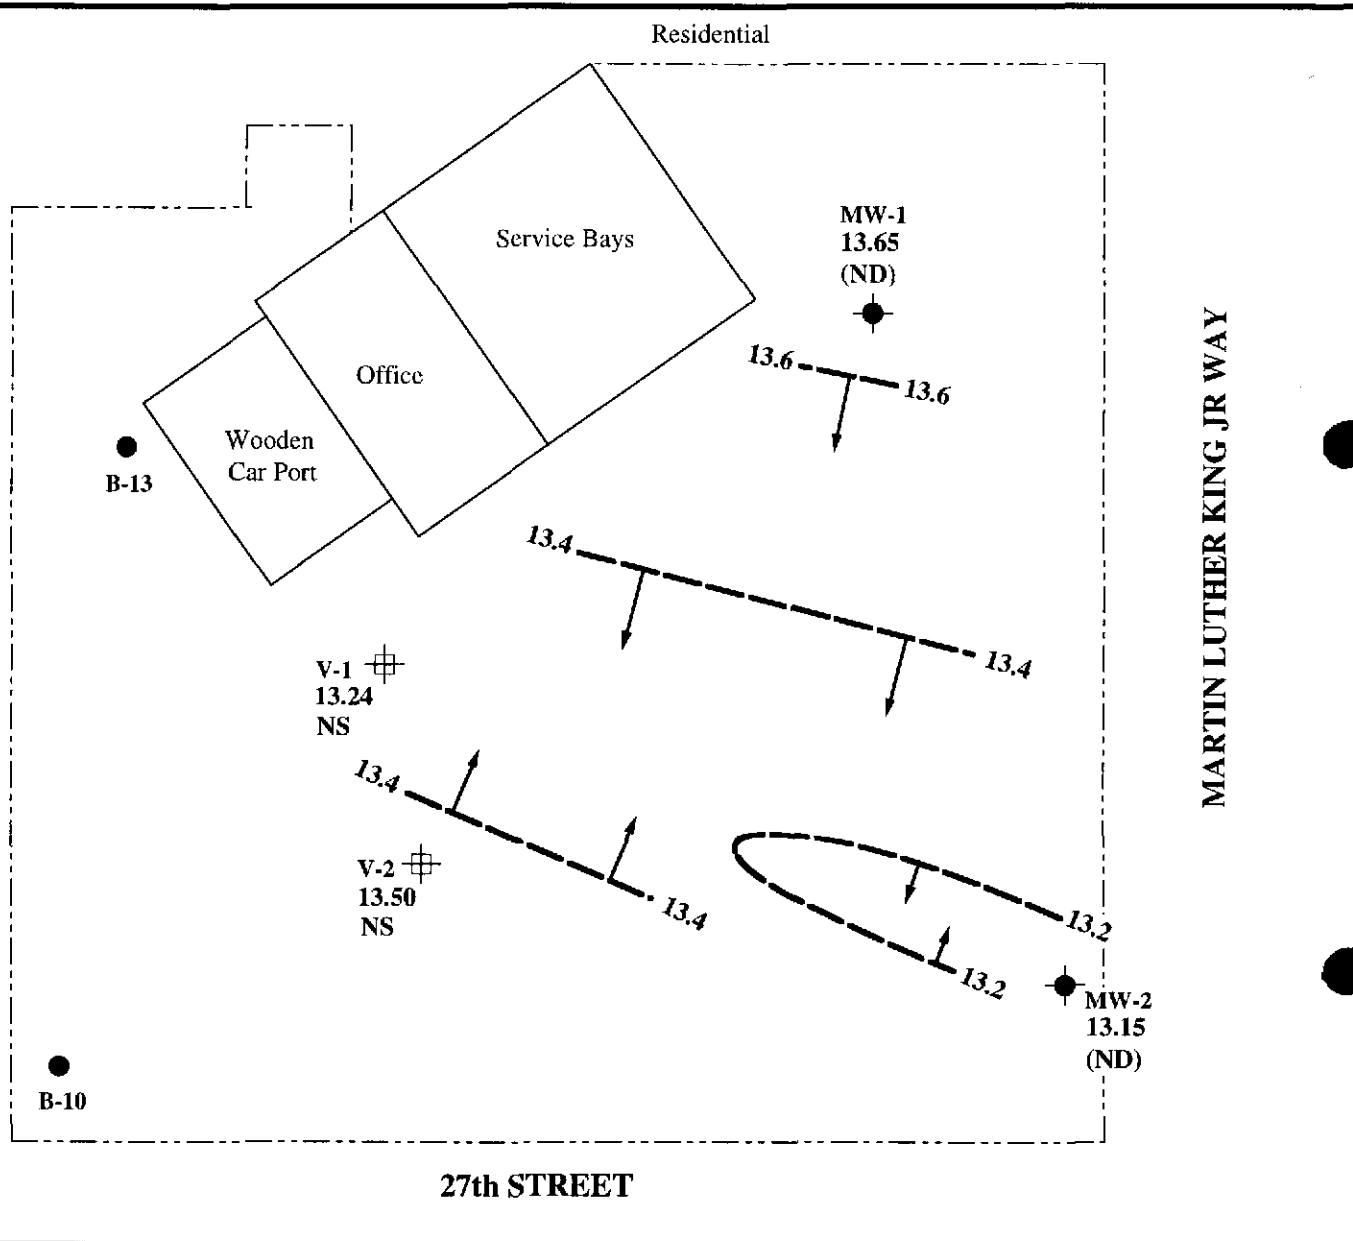 Residential
MW-1
13.65
(ND)
Service Bays
13.6
13.6
Office
Wooden
Car Port
B-13
MARTIN LUTHER KING JR WAY
13.4
13.4
V-1
13.24
NS
13.4
V-2
13.50
NS
13.4
13.2
13.2
MW-2
13.15
(ND)
B-10
27th STREET